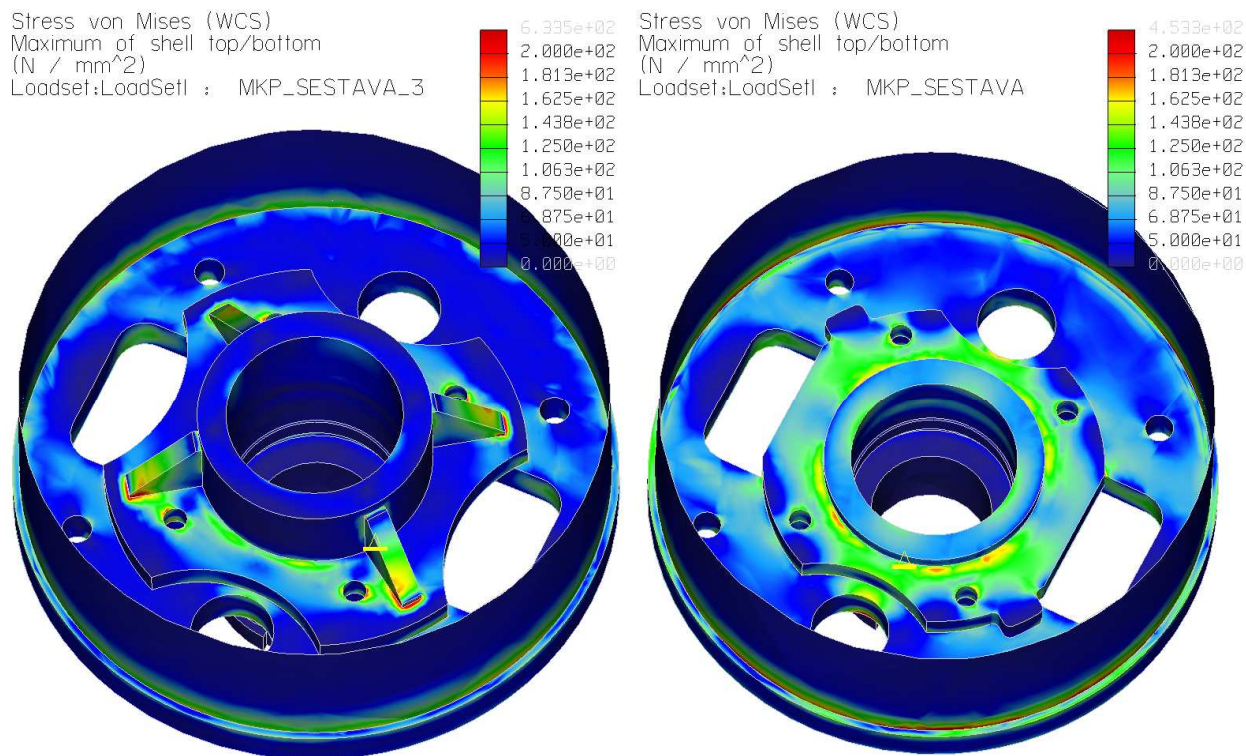 Stress von Mises (WCS)
Maximum of shell top/bottom
(N / mm^2)
Loadset:LoadSet1 : MKP_SESTAVA_3
6.335e+02
2.000e+02
1.813e+02
1.625e+02
1.438e+02
1.250e+02
1.063e+02
8.750e+01
6.875e+01
5.000e+01
0.000e+00
Stress von Mises (WCS)
Maximum of shell top/bottom
(N / mm^2)
Loadset:LoadSet1 : MKP_SESTAVA
4.533e+02
2.000e+02
1.813e+02
1.625e+02
1.438e+02
1.250e+02
1.063e+02
8.750e+01
6.875e+01
5.000e+01
0.000e+00